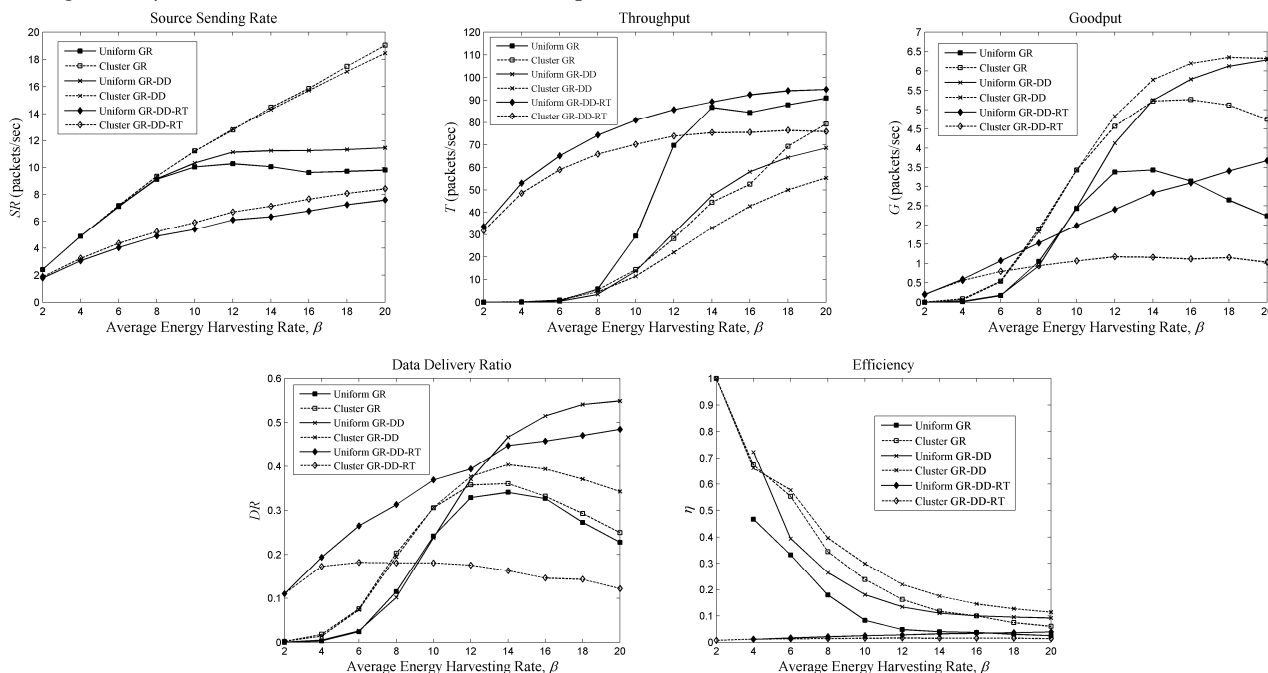 Source Sending Rate
20
18
16
14
12
10
8
6
4
2
0
SR (packets/sec)
Uniform GR
Cluster GR
Uniform GR-DD
Cluster GR-DD
Uniform GR-DD-RT
Cluster GR-DD-RT
2 4 6 8 10 12 14 16 18 20
Average Energy Harvesting Rate, β
Throughput
120
110
100
90
80
70
60
50
40
30
20
10
0
T (packets/sec)
Uniform GR
Cluster GR
Uniform GR-DD
Cluster GR-DD
Uniform GR-DD-RT
Cluster GR-DD-RT
2 4 6 8 10 12 14 16 18 20
Average Energy Harvesting Rate, β
Goodput
6.5
6
5.5
5
4.5
4
3.5
3
2.5
2
1.5
1
0.5
0
G (packets/sec)
Uniform GR
Cluster GR
Uniform GR-DD
Cluster GR-DD
Uniform GR-DD-RT
Cluster GR-DD-RT
2 4 6 8 10 12 14 16 18 20
Average Energy Harvesting Rate, β
Data Delivery Ratio
0.6
0.5
0.4
0.3
0.2
0.1
0
DR
Uniform GR
Cluster GR
Uniform GR-DD
Cluster GR-DD
Uniform GR-DD-RT
Cluster GR-DD-RT
2 4 6 8 10 12 14 16 18 20
Average Energy Harvesting Rate, β
Efficiency
1
0.9
0.8
0.7
0.6
0.5
0.4
0.3
0.2
0.1
0
η
Uniform GR
Cluster GR
Uniform GR-DD
Cluster GR-DD
Uniform GR-DD-RT
Cluster GR-DD-RT
2 4 6 8 10 12 14 16 18 20
Average Energy Harvesting Rate, β